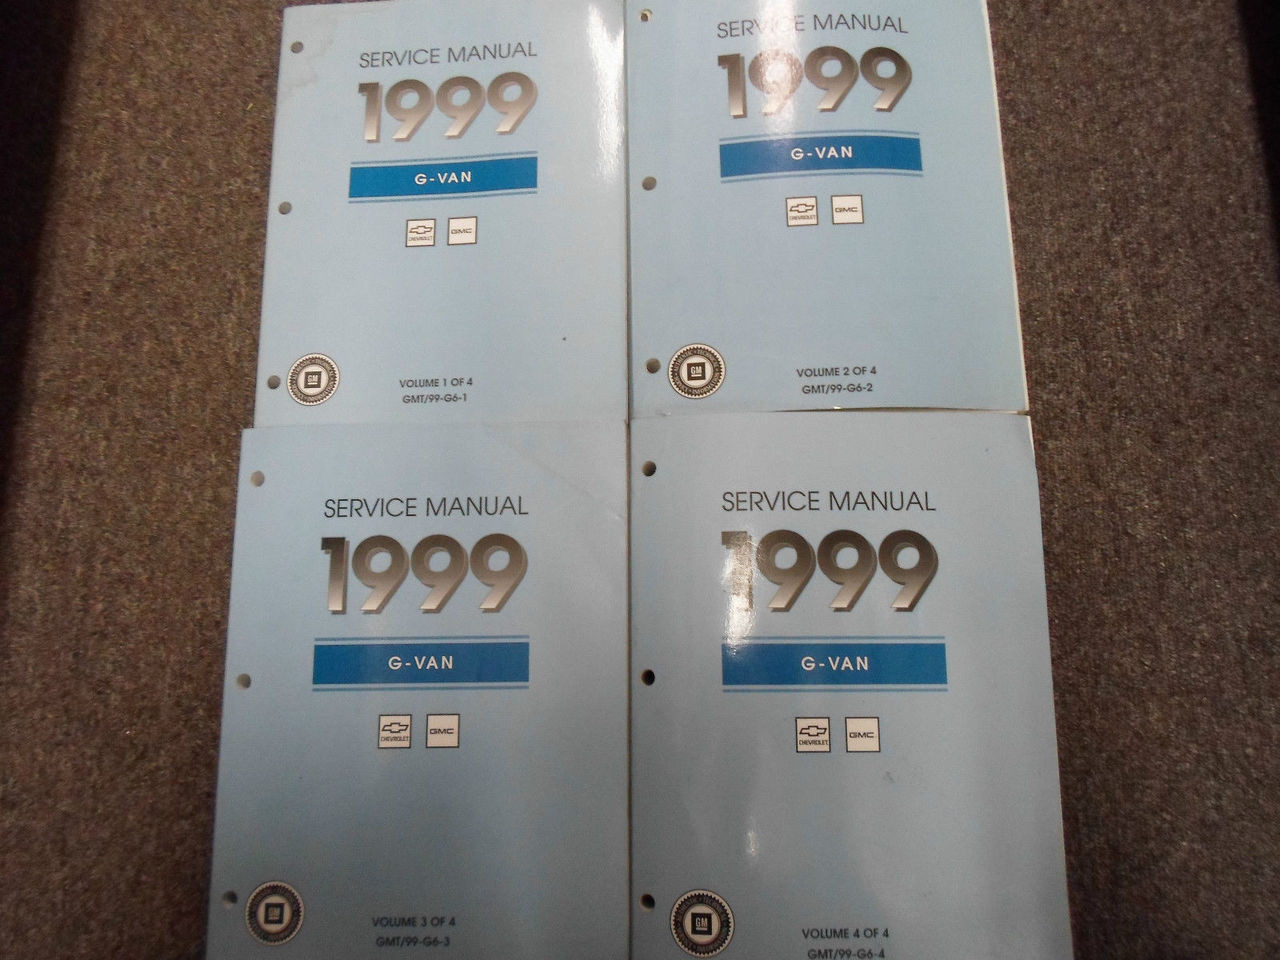 SERVICE MANUAL
1999
G-VAN
CHEVROLET
GMC
GM
VOLUME 1 OF 4
GMT/99-G6-1
SERVICE MANUAL
1999
G-VAN
CHEVROLET
GMC
GM
VOLUME 2 OF 4
GMT/99-G6-2
SERVICE MANUAL
1999
G-VAN
CHEVROLET
GMC
GM
VOLUME 3 OF 4
GMT/99-G6-3
SERVICE MANUAL
1999
G-VAN
CHEVROLET
GMC
GM
VOLUME 4 OF 4
GMT/99-G6-4